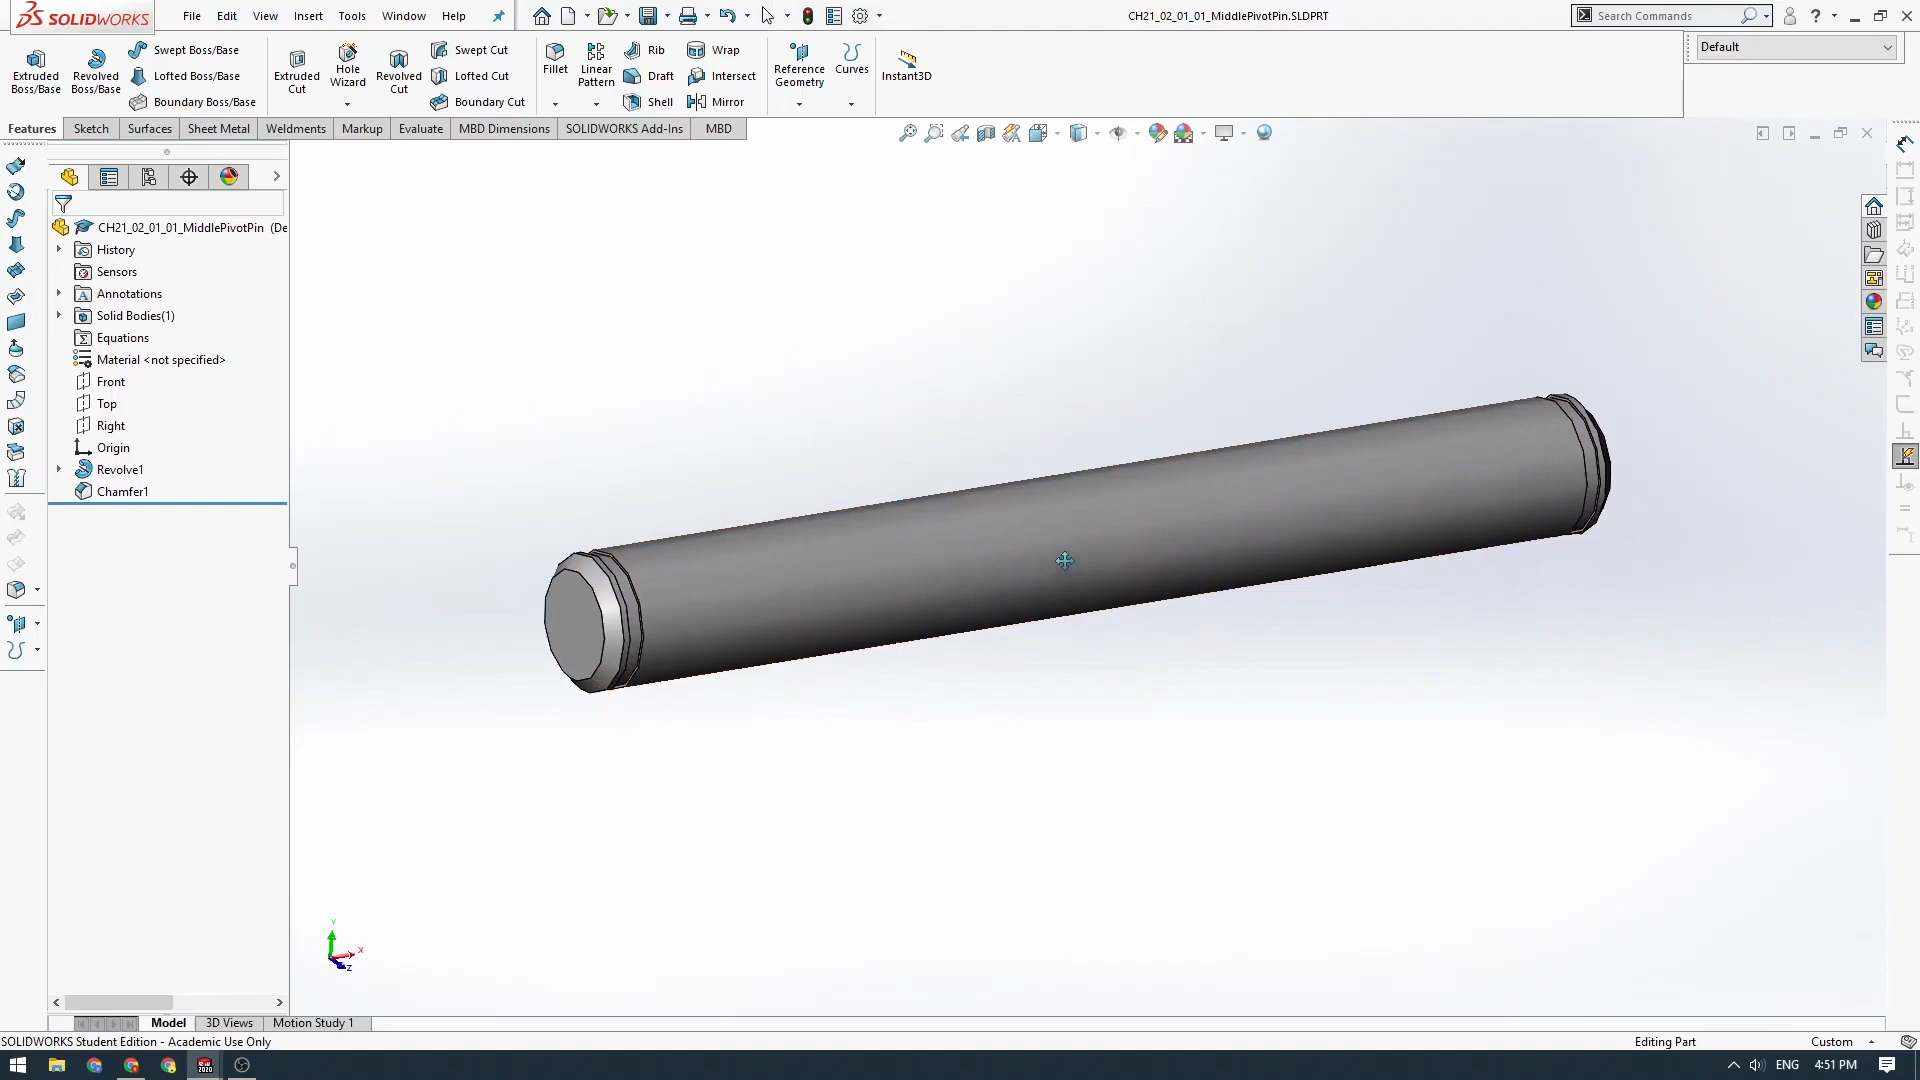 SOLIDWORKS File Edit View Insert Tools Window Help CH21_02_01_01_MiddlePivotPin.SLDPRT Search Commands
Default
Extruded Boss/Base
Revolved Boss/Base
Swept Boss/Base
Lofted Boss/Base
Boundary Boss/Base
Extruded Cut
Hole Wizard
Revolved Cut
Swept Cut
Lofted Cut
Boundary Cut
Fillet
Linear Pattern
Rib
Draft
Shell
Wrap
Intersect
Mirror
Reference Geometry
Curves
Instant3D
Features Sketch Surfaces Sheet Metal Weldments Markup Evaluate MBD Dimensions SOLIDWORKS Add-Ins MBD
CH21_02_01_01_MiddlePivotPin (De
History
Sensors
Annotations
Solid Bodies(1)
Equations
Material <not specified>
Front
Top
Right
Origin
Revolve1
Chamfer1
Y
X
Z
Model 3D Views Motion Study 1
SOLIDWORKS Student Edition - Academic Use Only Editing Part Custom
ENG 4:51 PM